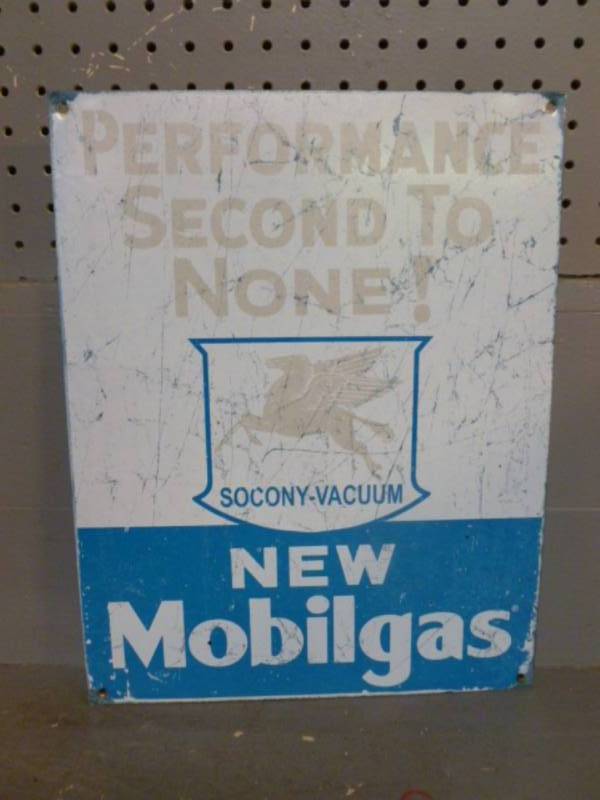 PERFORMANCE
SECOND TO
NONE!
SOCONY-VACUUM
NEW
Mobilgas